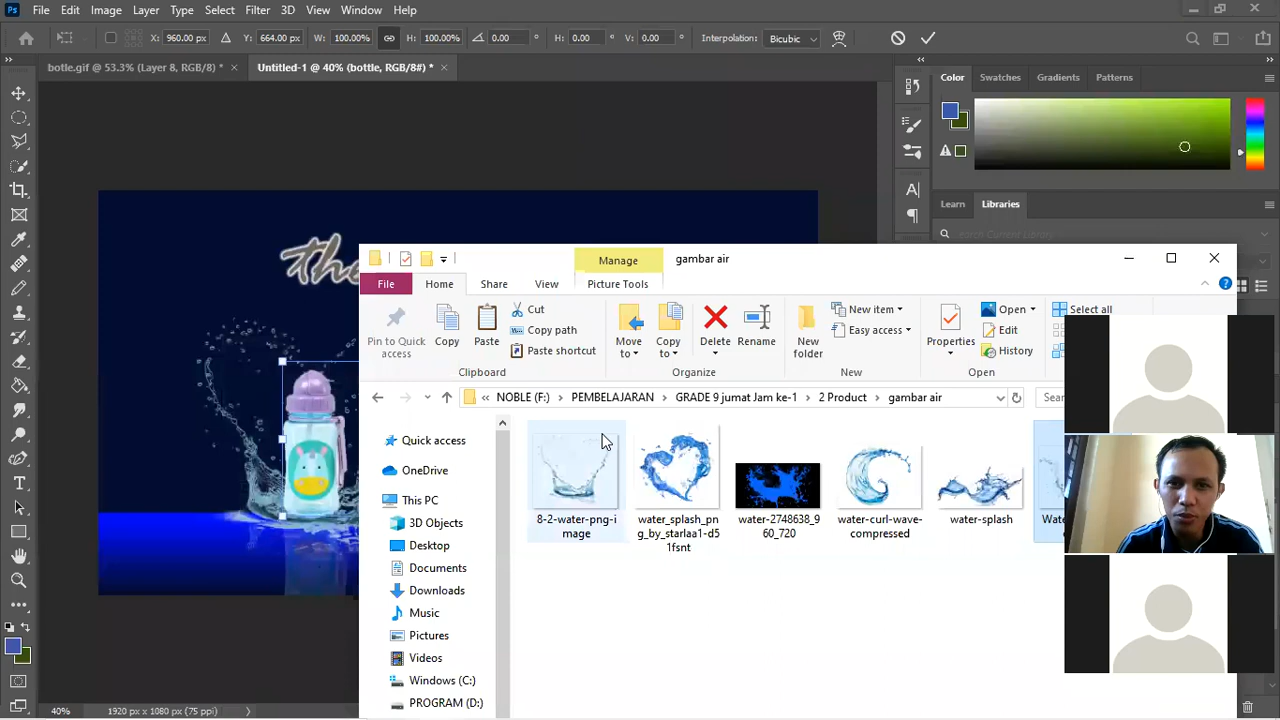 Ps File Edit Image Layer Type Select Filter 3D View Window Help
X: 960.00 px Y: 664.00 px W: 100.00% H: 100.00% 0.00 ° H: 0.00 ° V: 0.00 ° Interpolation: Bicubic
botle.gif @ 53.3% (Layer 8, RGB/8) * × Untitled-1 @ 40% (bottle, RGB/8#) * ×
Color Swatches Gradients Patterns
Learn Libraries
the
Manage gambar air
File Home Share View Picture Tools
Pin to Quick access
Copy
Paste
Cut
Copy path
Paste shortcut
Clipboard
Move to
Copy to
Delete
Rename
Organize
New folder
New item
Easy access
New
Properties
Open
Edit
History
Open
Select all
NOBLE (F:) PEMBELAJARAN GRADE 9 jumat Jam ke-1 2 Product gambar air
Quick access
OneDrive
This PC
3D Objects
Desktop
Documents
Downloads
Music
Pictures
Videos
Windows (C:)
PROGRAM (D:)
8-2-water-png-i
mage
water_splash_pn
g_by_starlaa1-d5
1fsnt
water-2748638_9
60_720
water-curl-wave-
compressed
water-splash
40% 1920 px x 1080 px (75 ppi)